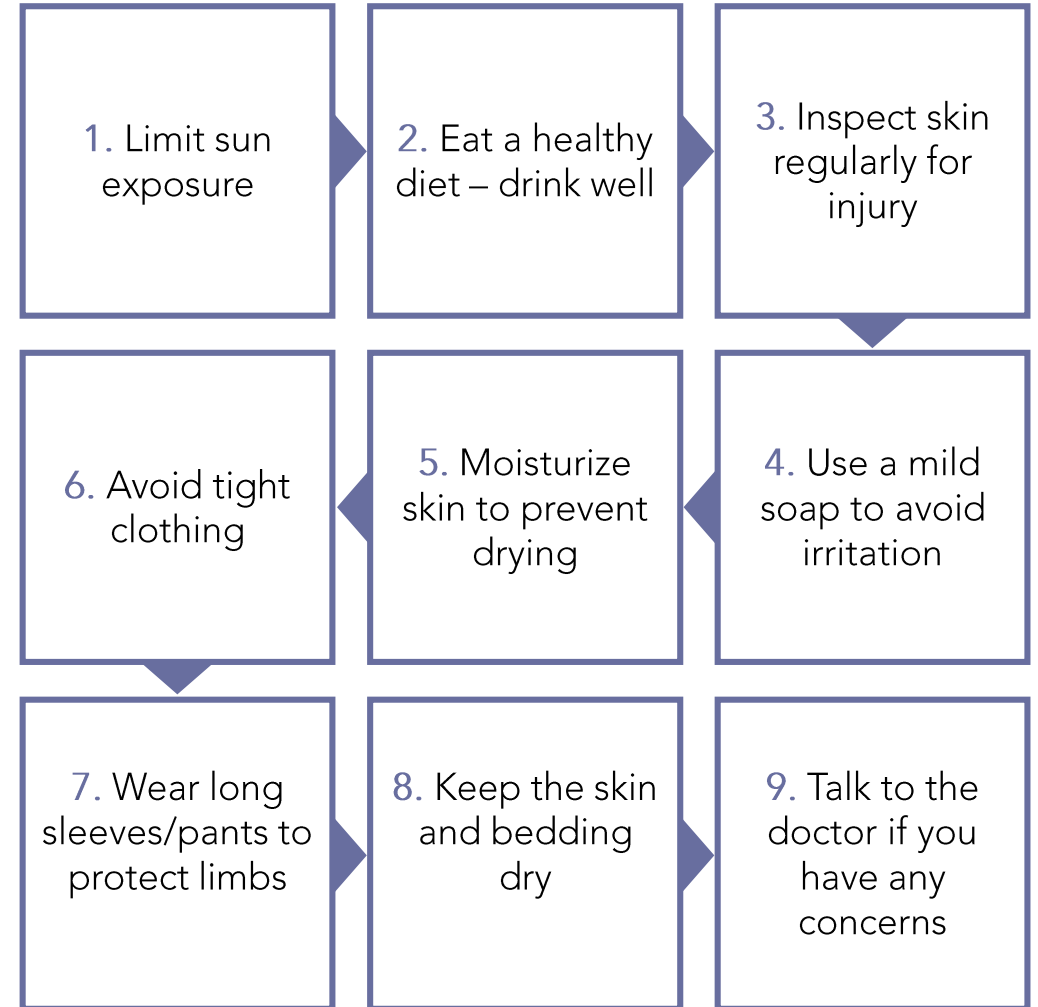 1. Limit sun
exposure
2. Eat a healthy
diet – drink well
3. Inspect skin
regularly for
injury
4. Use a mild
soap to avoid
irritation
5. Moisturize
skin to prevent
drying
6. Avoid tight
clothing
7. Wear long
sleeves/pants to
protect limbs
8. Keep the skin
and bedding
dry
9. Talk to the
doctor if you
have any
concerns